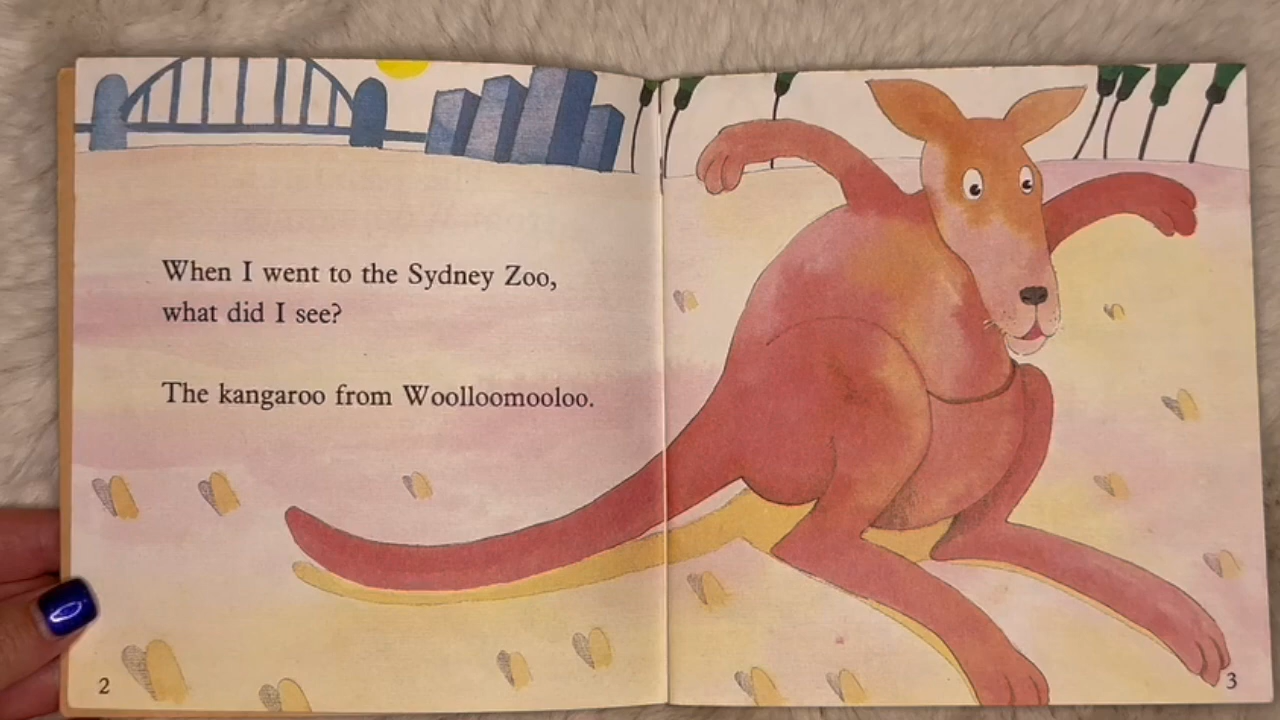 When I went to the Sydney Zoo,
what did I see?
The kangaroo from Woolloomooloo.
2
3